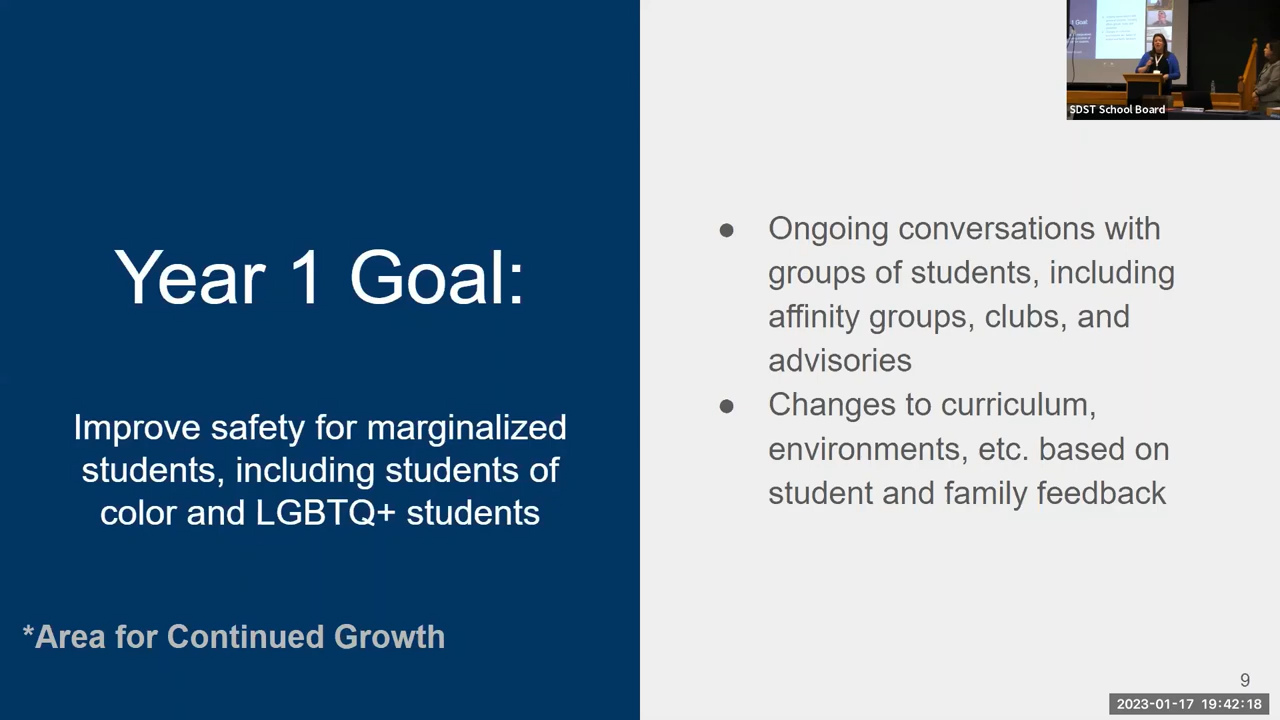 Year 1 Goal:
Improve safety for marginalized
students, including students of
color and LGBTQ+ students
*Area for Continued Growth
● Ongoing conversations with
groups of students, including
affinity groups, clubs, and
advisories
● Changes to curriculum,
environments, etc. based on
student and family feedback
SDST School Board
9
2023-01-17 19:42:18